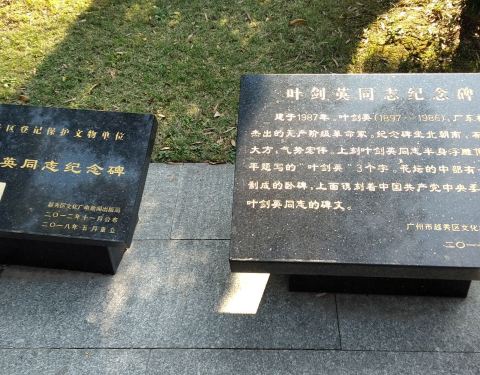 区登记保护文物单位
英同志纪念碑
越秀区文化广电新闻出版局
二〇一二年十一月公布
二〇一八年五月重立
叶剑英同志纪念碑
建于1987年。叶剑英(1897—1986),广东
杰出的无产阶级革命家。纪念碑坐北朝南,
大方,气势宏伟。上刻叶剑英同志半身浮雕
平题写的“叶剑英”3个字。花坛的中部有
制成的卧碑,上面镌刻着中国共产党中央委
叶剑英同志的碑文。
广州市越秀区文化
二〇一